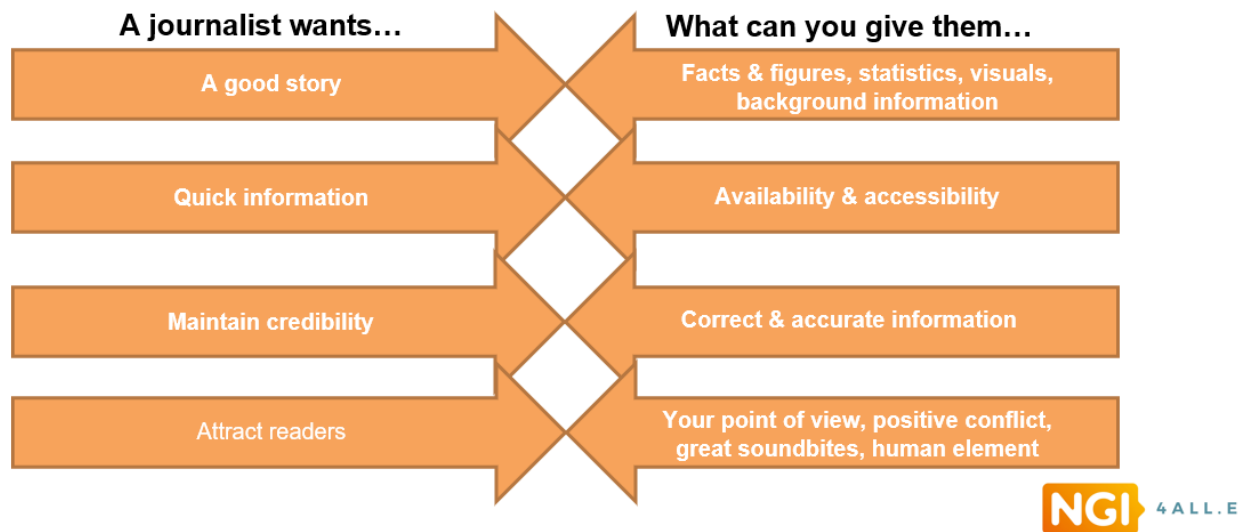 A journalist wants…
What can you give them…
A good story
Facts & figures, statistics, visuals,
background information
Quick information
Availability & accessibility
Maintain credibility
Correct & accurate information
Attract readers
Your point of view, positive conflict,
great soundbites, human element
NGI 4ALL.E